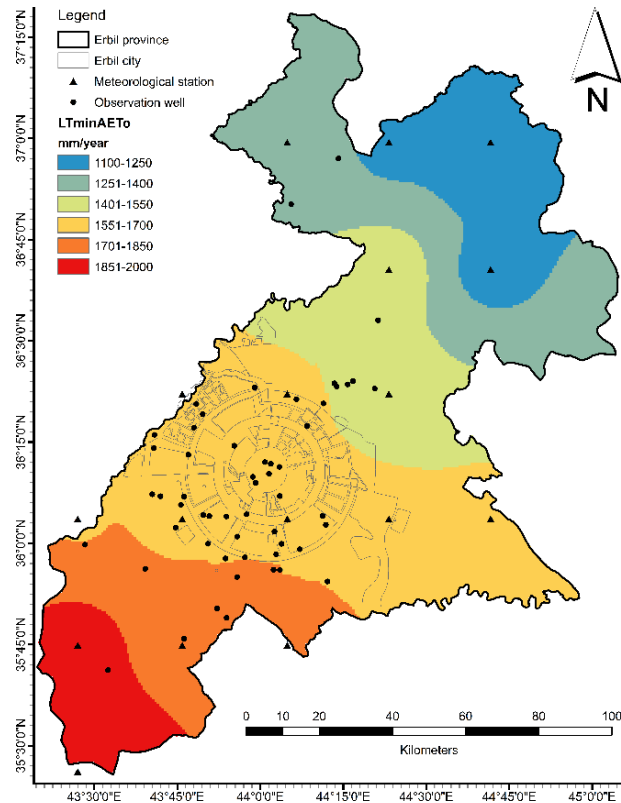 Legend
Erbil province
Erbil city
Meteorological station
Observation well
LTminAETo
mm/year
1100-1250
1251-1400
1401-1550
1551-1700
1701-1850
1851-2000
N
37°15'0"N
37°0'0"N
36°45'0"N
36°30'0"N
36°15'0"N
36°0'0"N
35°45'0"N
35°30'0"N
0 10 20 40 60 80 100
Kilometers
43°30'0"E 43°45'0"E 44°0'0"E 44°15'0"E 44°30'0"E 44°45'0"E 45°0'0"E